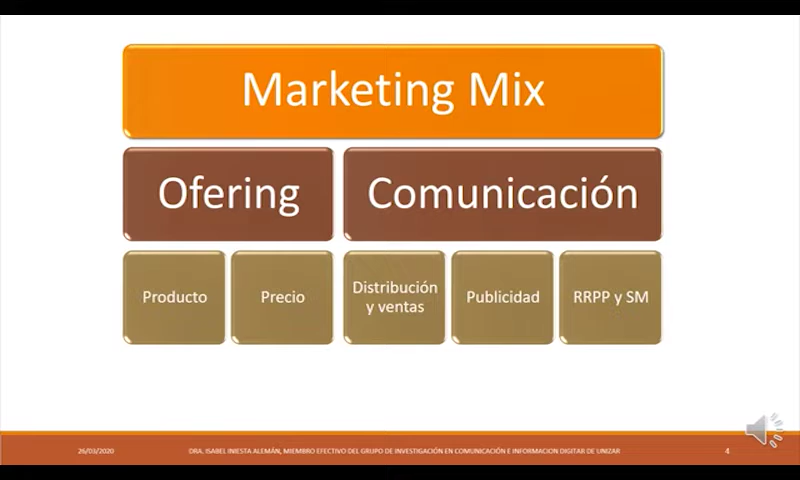 Marketing Mix
Ofering
Comunicación
Producto
Precio
Distribución
y ventas
Publicidad
RRPP y SM
26/03/2020
DRA. ISABEL INIESTA ALEMÁN, MIEMBRO EFECTIVO DEL GRUPO DE INVESTIGACIÓN EN COMUNICACIÓN E INFORMACION DIGITAR DE UNIZAR
4